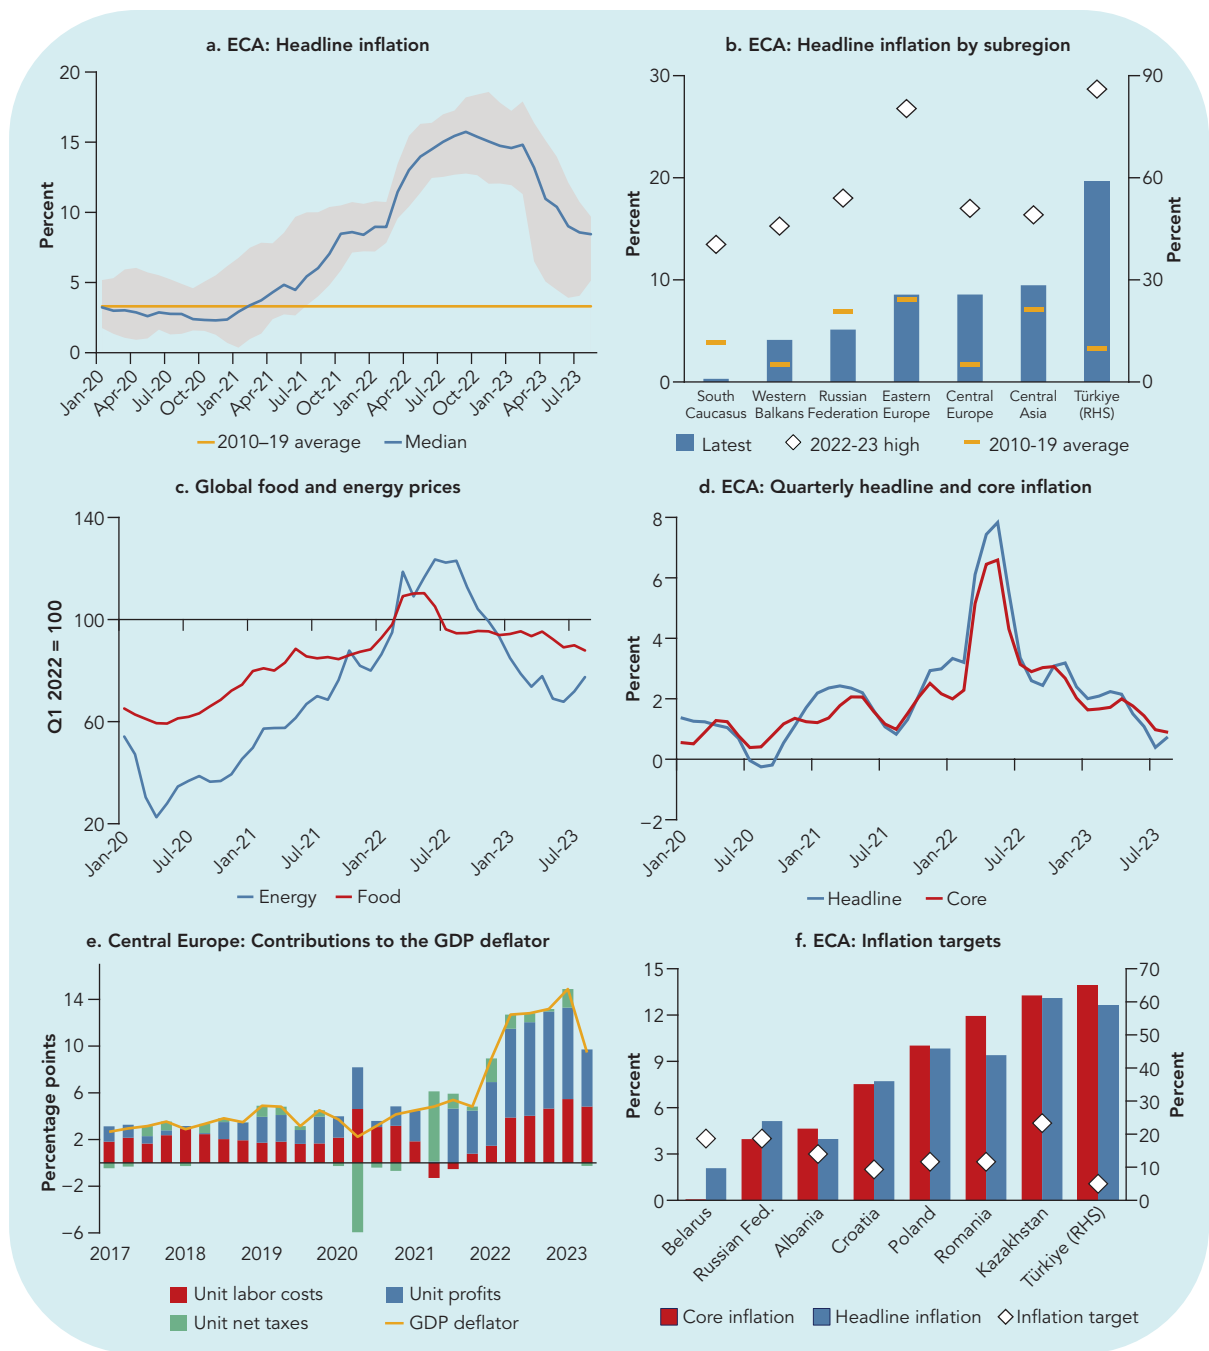 a. ECA: Headline inflation
20
15
10
5
0
Percent
Jan-20
Apr-20
Jul-20
Oct-20
Jan-21
Apr-21
Jul-21
Oct-21
Jan-22
Apr-22
Jul-22
Oct-22
Jan-23
Apr-23
Jul-23
2010–19 average
Median
b. ECA: Headline inflation by subregion
30
20
10
0
Percent
90
60
30
0
Percent
South
Caucasus
Western
Balkans
Russian
Federation
Eastern
Europe
Central
Europe
Central
Asia
Türkiye
(RHS)
Latest
2022-23 high
2010-19 average
c. Global food and energy prices
140
100
60
20
Q1 2022 = 100
Jan-20
Jul-20
Jan-21
Jul-21
Jan-22
Jul-22
Jan-23
Jul-23
Energy
Food
d. ECA: Quarterly headline and core inflation
8
6
4
2
0
−2
Percent
Jan-20
Jul-20
Jan-21
Jul-21
Jan-22
Jul-22
Jan-23
Jul-23
Headline
Core
e. Central Europe: Contributions to the GDP deflator
14
10
6
2
−2
−6
Percentage points
2017
2018
2019
2020
2021
2022
2023
Unit labor costs
Unit profits
Unit net taxes
GDP deflator
f. ECA: Inflation targets
15
12
9
6
3
0
Percent
70
60
50
40
30
20
10
0
Percent
Belarus
Russian Fed.
Albania
Croatia
Poland
Romania
Kazakhstan
Türkiye (RHS)
Core inflation
Headline inflation
Inflation target